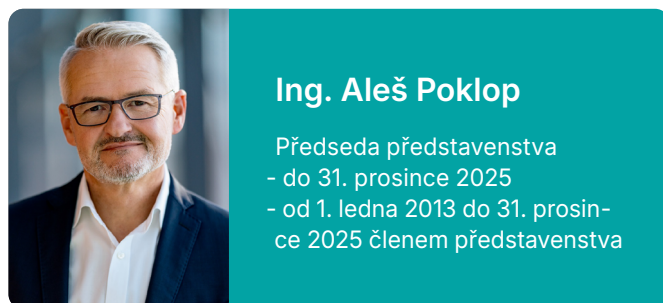 Ing. Aleš Poklop
Předseda představenstva
- do 31. prosince 2025
- od 1. ledna 2013 do 31. prosin-
ce 2025 členem představenstva